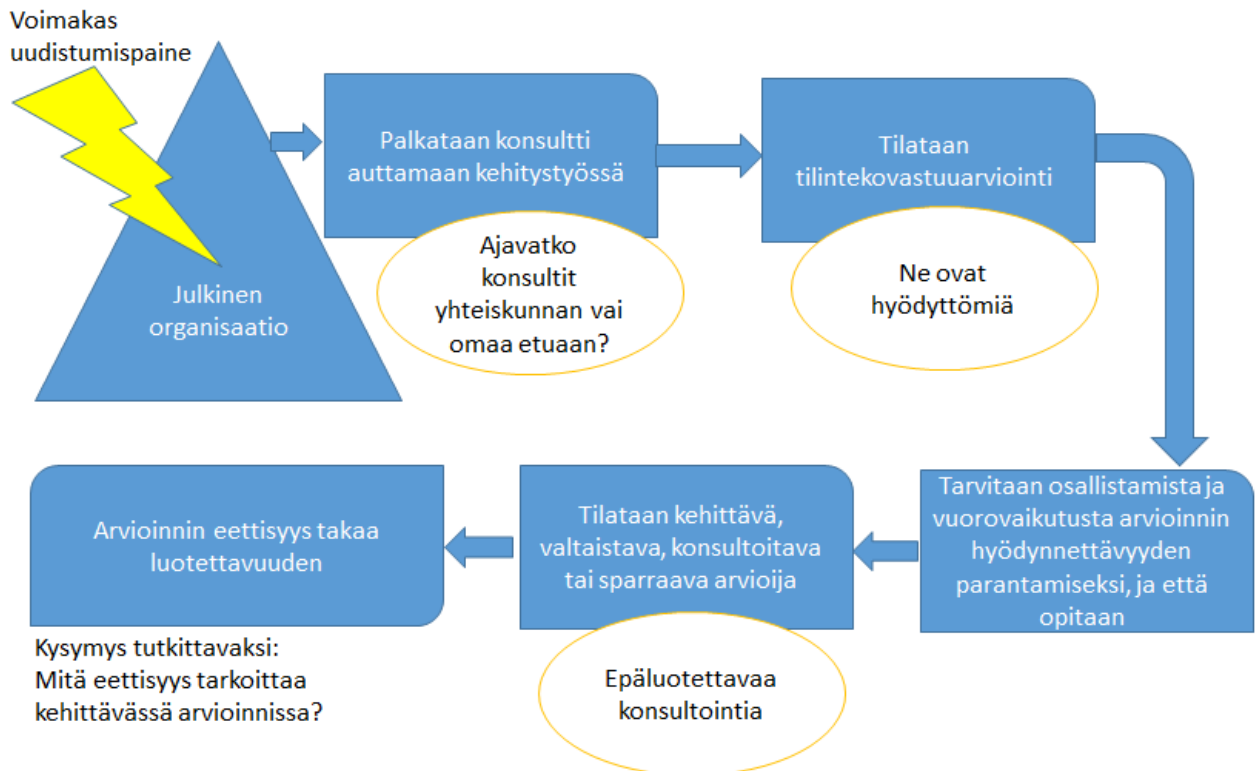 Voimakas
uudistumispaine
Julkinen
organisaatio
Palkataan konsultti
auttamaan kehitystyössä
Ajavatko
konsultit
yhteiskunnan vai
omaa etuaan?
Tilataan
tilintekovastuuarviointi
Ne ovat
hyödyttömiä
Tarvitaan osallistamista ja
vuorovaikutusta arvioinnin
hyödynnettävyyden
parantamiseksi, ja että
opitaan
Tilataan kehittävä,
valtaistava, konsultoitava
tai sparraava arvioija
Epäluotettavaa
konsultointia
Arvioinnin eettisyys takaa
luotettavuuden
Kysymys tutkittavaksi:
Mitä eettisyys tarkoittaa
kehittävässä arvioinnissa?